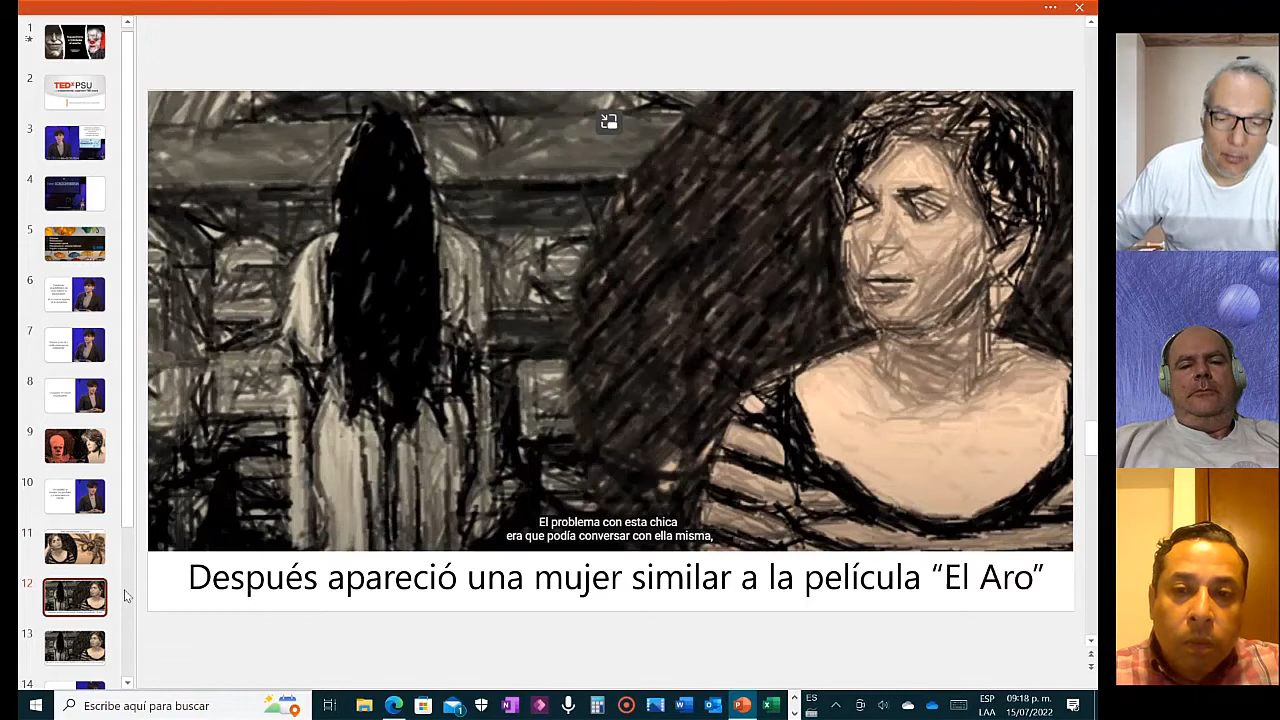 1
2
TEDxPSU
3
4
5
6
7
8
9
10
11
12
13
14
El problema con esta chica
era que podía conversar con ella misma,
Después apareció una mujer similar a la película “El Aro”
Escribe aquí para buscar
ES
ESP
LAA
09:18 p. m.
15/07/2022